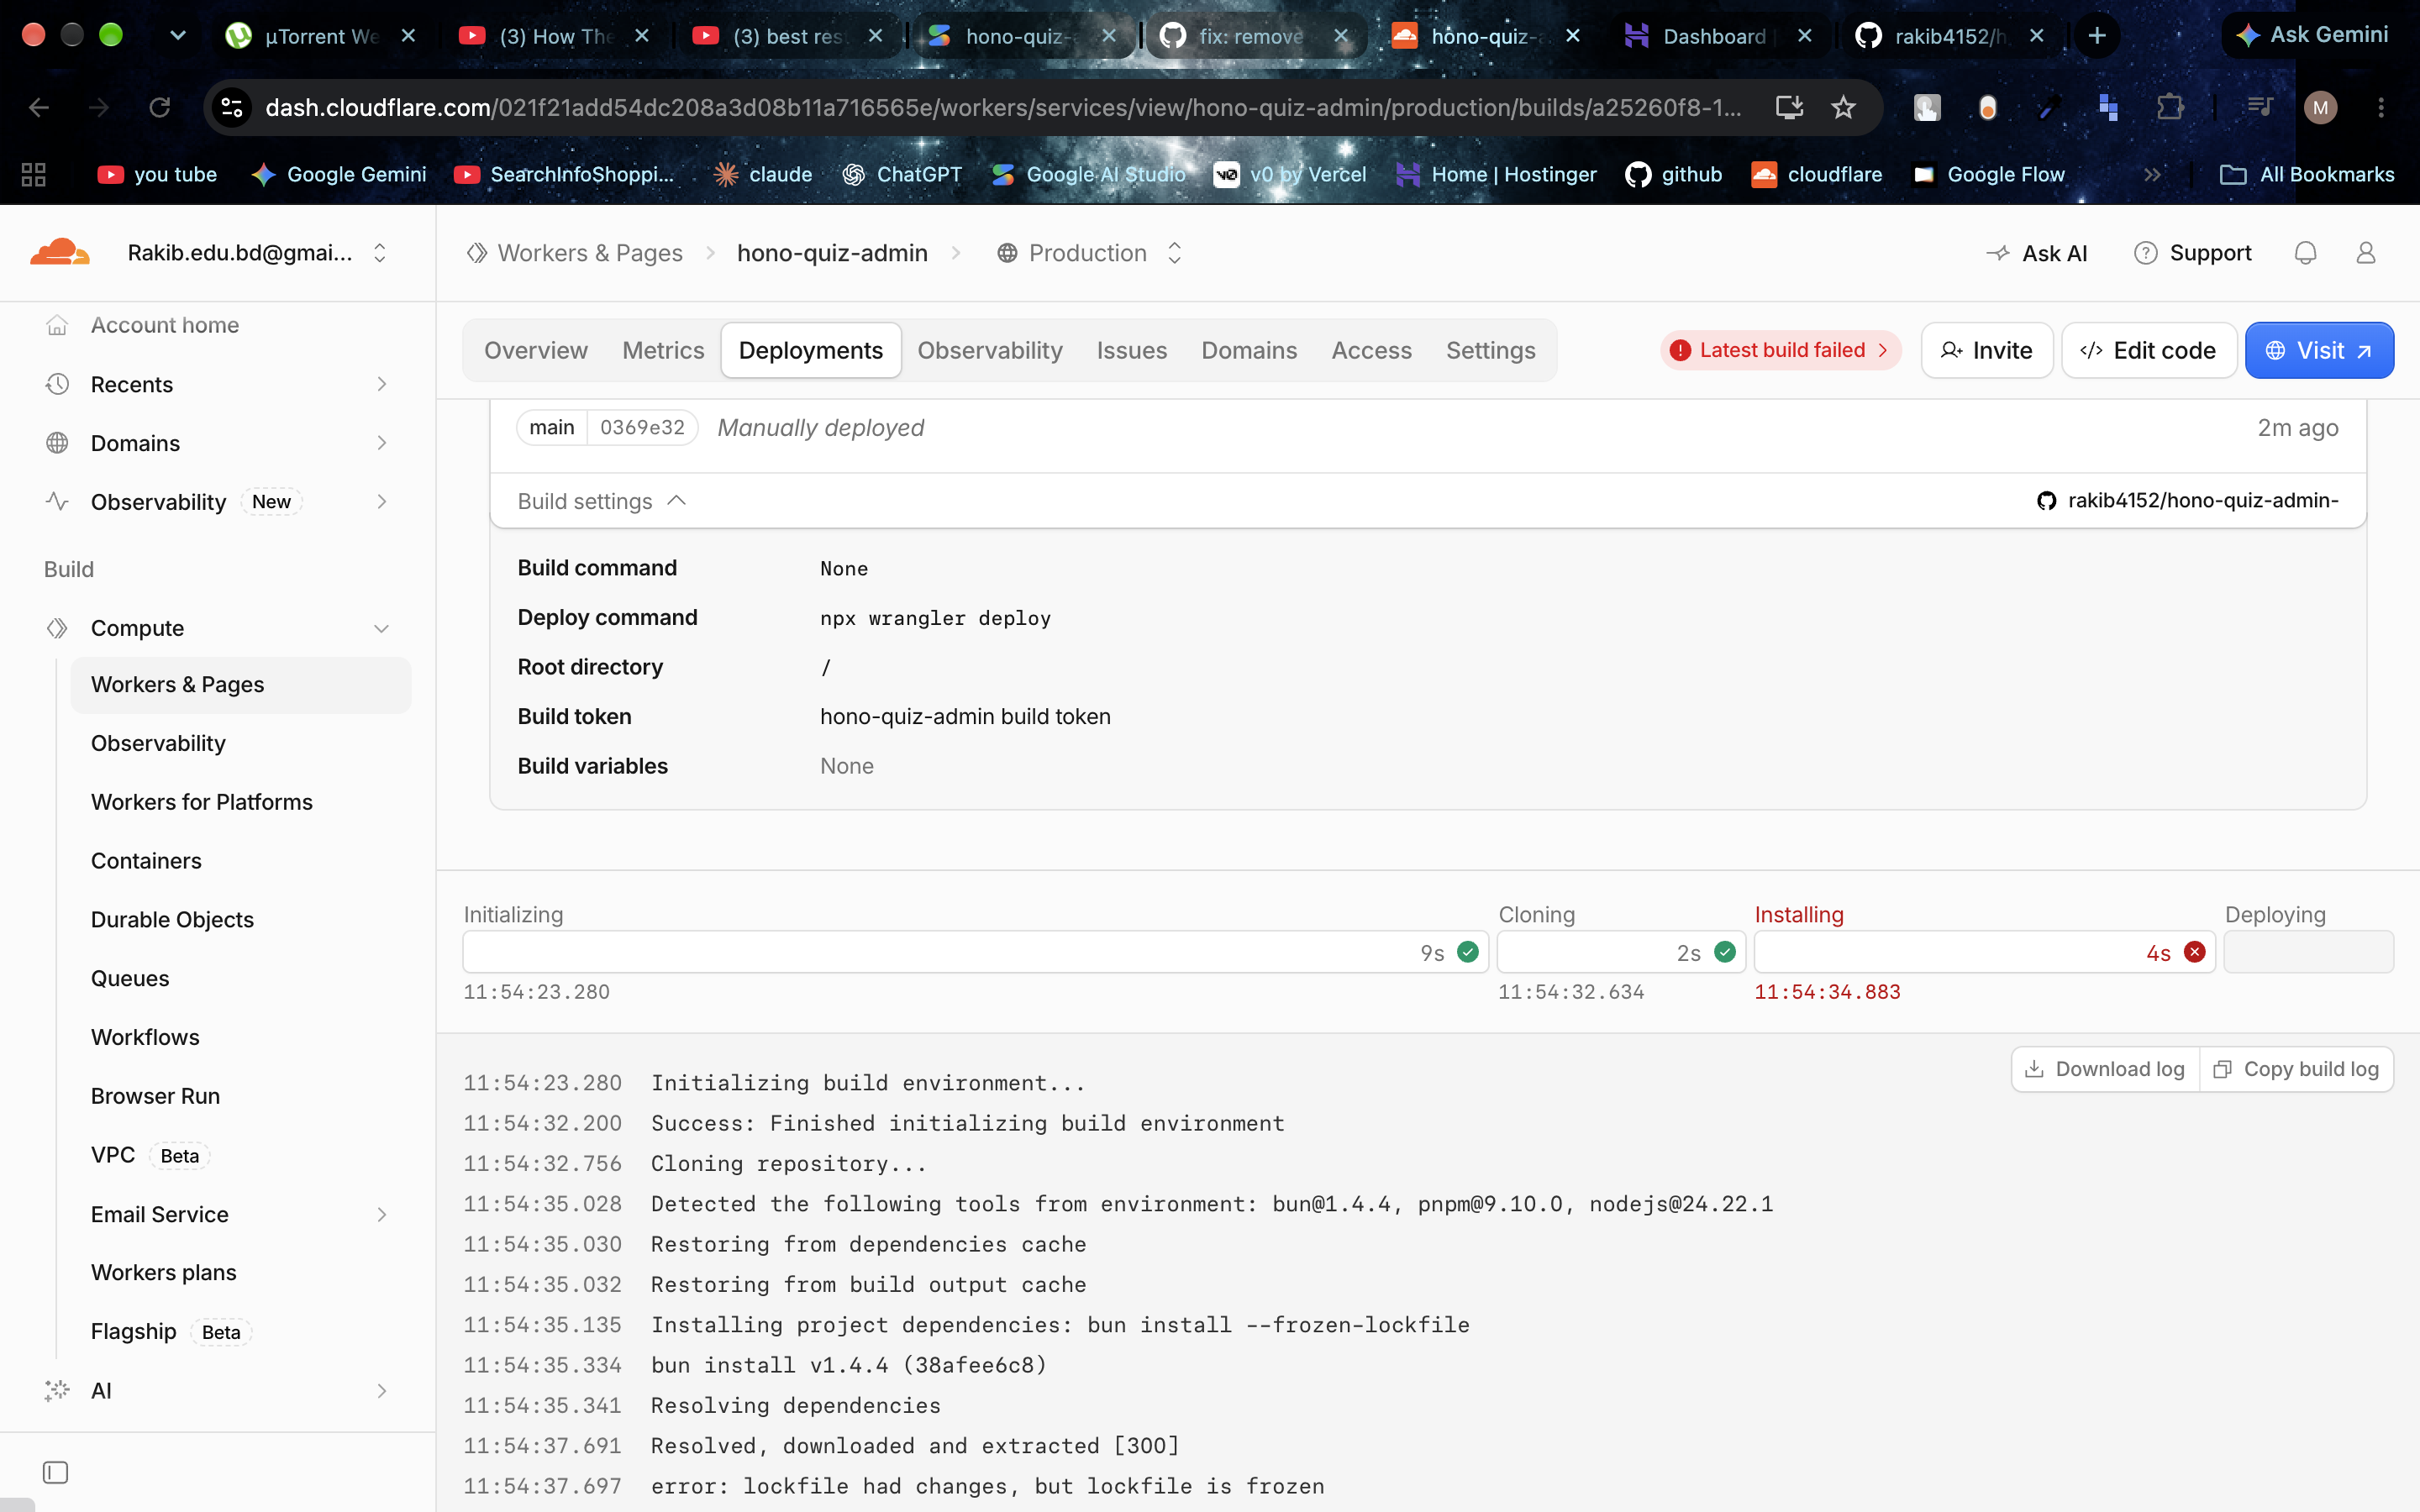 µTorrent We
(3) How The
(3) best res
hono-quiz-a
fix: remove
hono-quiz-a
Dashboard
rakib4152/h
Ask Gemini
dash.cloudflare.com/021f21add54dc208a3d08b11a716565e/workers/services/view/hono-quiz-admin/production/builds/a25260f8-1...
M
you tube
Google Gemini
SearchInfoShoppi...
claude
ChatGPT
Google AI Studio
v0 by Vercel
Home | Hostinger
github
cloudflare
Google Flow
All Bookmarks
Rakib.edu.bd@gmai...
Workers & Pages
hono-quiz-admin
Production
Ask AI
Support
Account home
Recents
Domains
Observability New
Build
Compute
Workers & Pages
Observability
Workers for Platforms
Containers
Durable Objects
Queues
Workflows
Browser Run
VPC Beta
Email Service
Workers plans
Flagship Beta
AI
Overview
Metrics
Deployments
Observability
Issues
Domains
Access
Settings
Latest build failed
Invite
</> Edit code
Visit
main 0369e32 Manually deployed 2m ago
Build settings rakib4152/hono-quiz-admin-
Build command None
Deploy command npx wrangler deploy
Root directory /
Build token hono-quiz-admin build token
Build variables None
Initializing
9s
11:54:23.280
Cloning
2s
11:54:32.634
Installing
4s
11:54:34.883
Deploying
Download log
Copy build log
11:54:23.280 Initializing build environment...
11:54:32.200 Success: Finished initializing build environment
11:54:32.756 Cloning repository...
11:54:35.028 Detected the following tools from environment: bun@1.4.4, pnpm@9.10.0, nodejs@24.22.1
11:54:35.030 Restoring from dependencies cache
11:54:35.032 Restoring from build output cache
11:54:35.135 Installing project dependencies: bun install --frozen-lockfile
11:54:35.334 bun install v1.4.4 (38afee6c8)
11:54:35.341 Resolving dependencies
11:54:37.691 Resolved, downloaded and extracted [300]
11:54:37.697 error: lockfile had changes, but lockfile is frozen